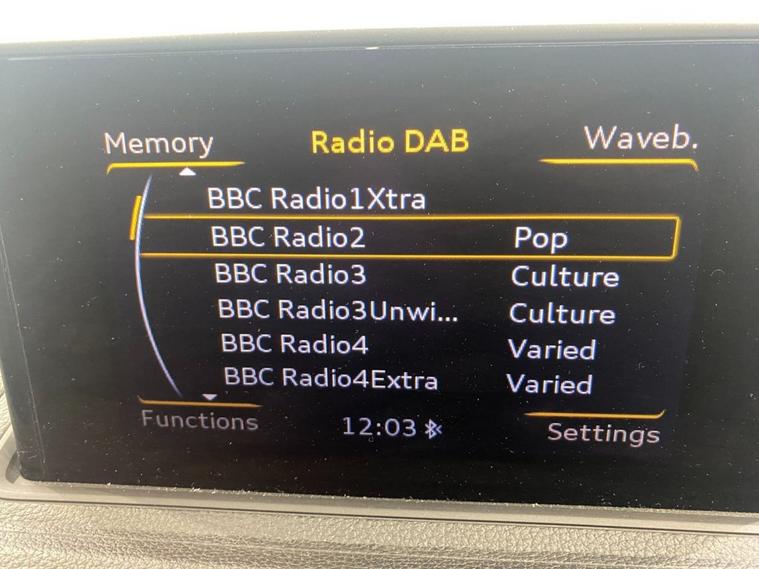 Memory Radio DAB Waveb.
BBC Radio1Xtra
BBC Radio2 Pop
BBC Radio3 Culture
BBC Radio3Unwi... Culture
BBC Radio4 Varied
BBC Radio4Extra Varied
Functions 12:03 Settings